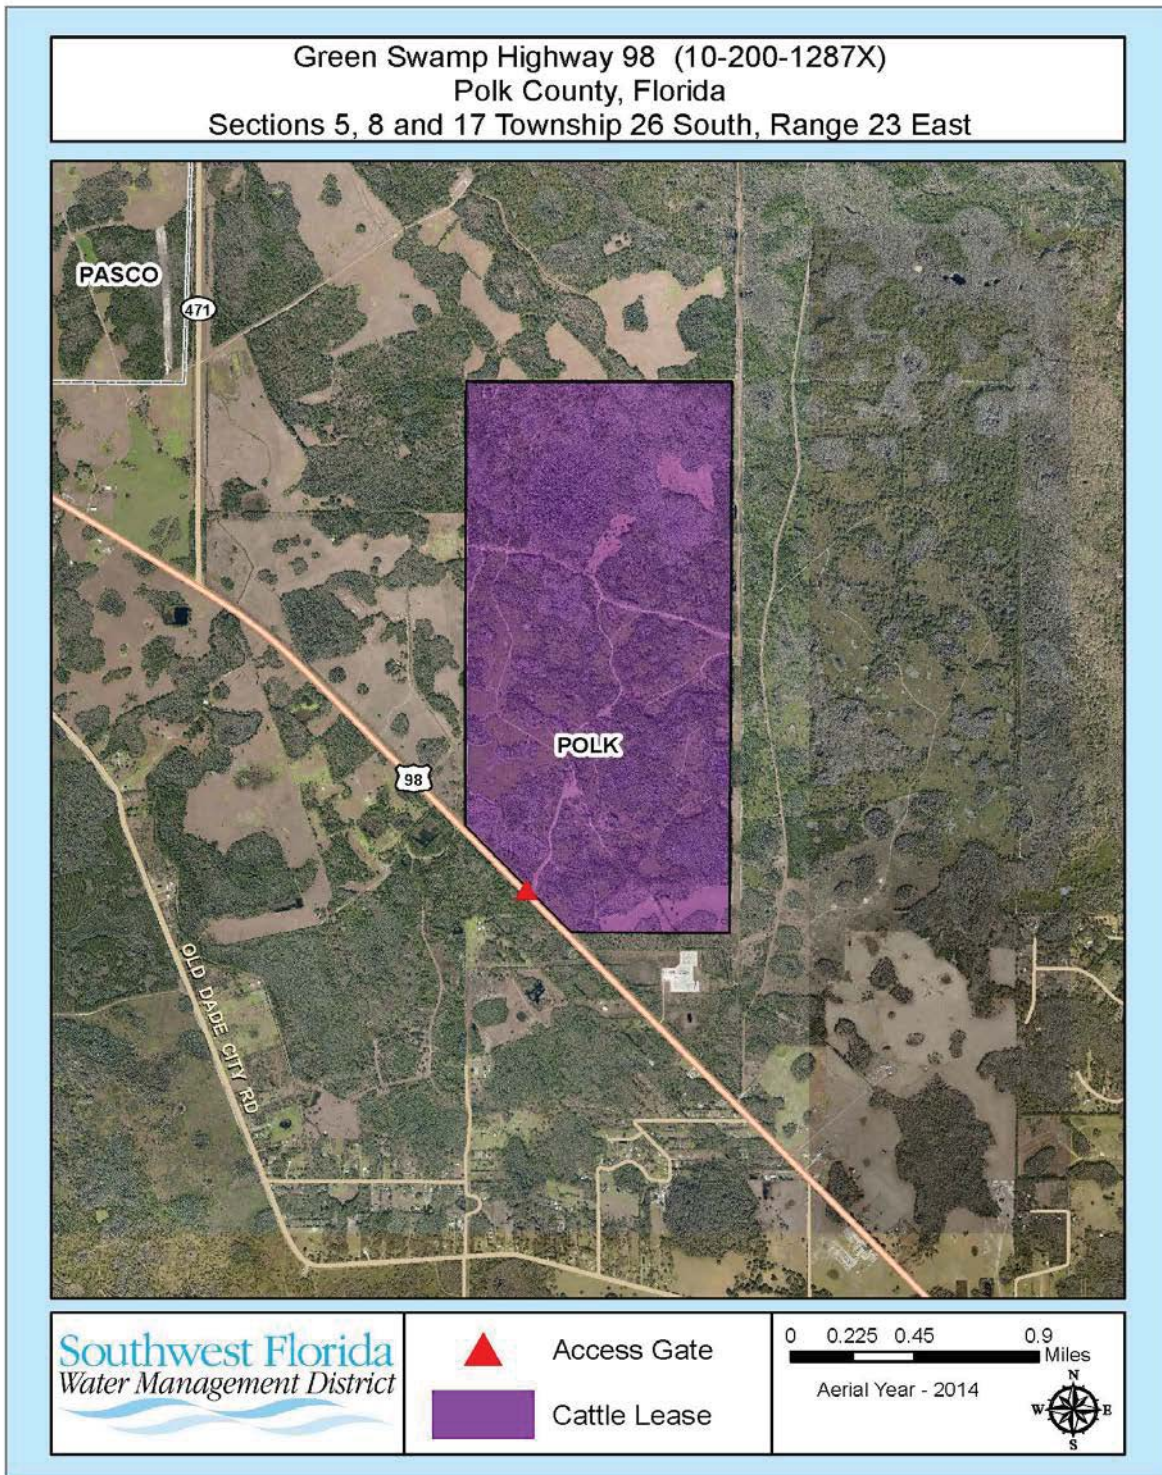 Green Swamp Highway 98 (10-200-1287X)
Polk County, Florida
Sections 5, 8 and 17 Township 26 South, Range 23 East
PASCO
471
POLK
98
OLD DADE CITY RD
Southwest Florida
Water Management District
Access Gate
Cattle Lease
0 0.225 0.45 0.9
Miles
Aerial Year - 2014
N
W E
S